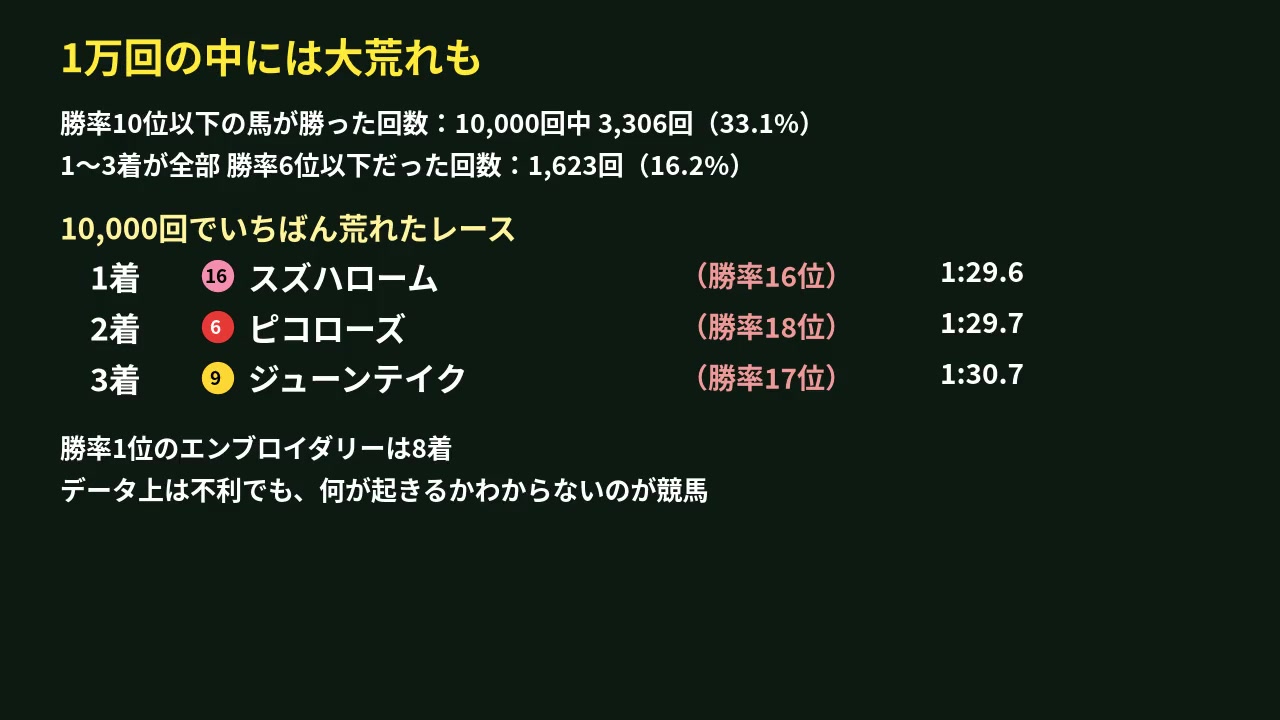 1万回の中には大荒れも
勝率10位以下の馬が勝った回数：10,000回中 3,306回（33.1%）
1〜3着が全部 勝率6位以下だった回数：1,623回（16.2%）
10,000回でいちばん荒れたレース
1着 16 スズハローム （勝率16位） 1:29.6
2着 6 ピコローズ （勝率18位） 1:29.7
3着 9 ジューンテイク （勝率17位） 1:30.7
勝率1位のエンブロイダリーは8着
データ上は不利でも、何が起きるかわからないのが競馬